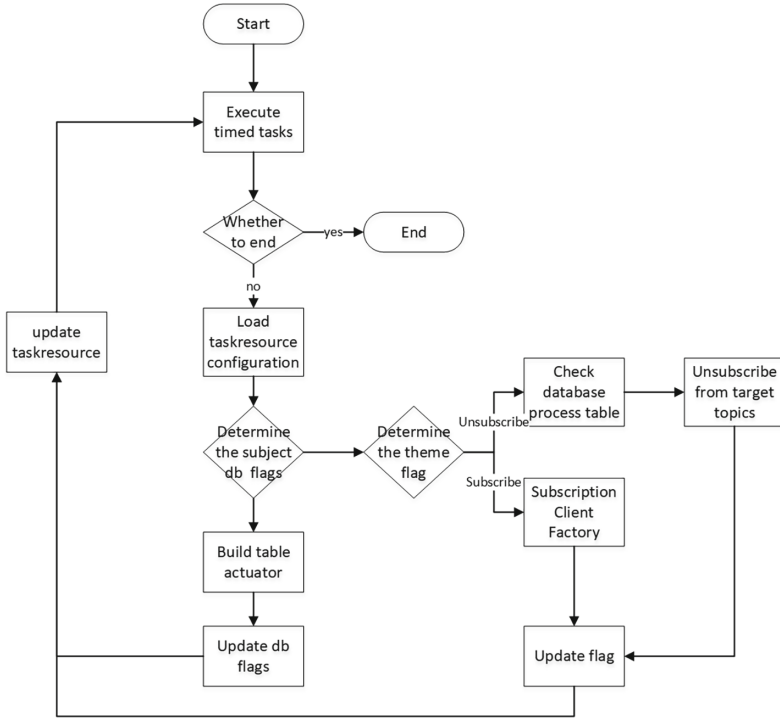 Start
Execute
timed tasks
Whether
to end
yes
End
no
Load
taskresource
configuration
update
taskresource
Determine
the subject
db flags
Determine
the theme
flag
Unsubscribe
Subscribe
Check
database
process table
Unsubscribe
from target
topics
Subscription
Client
Factory
Build table
actuator
Update db
flags
Update flag